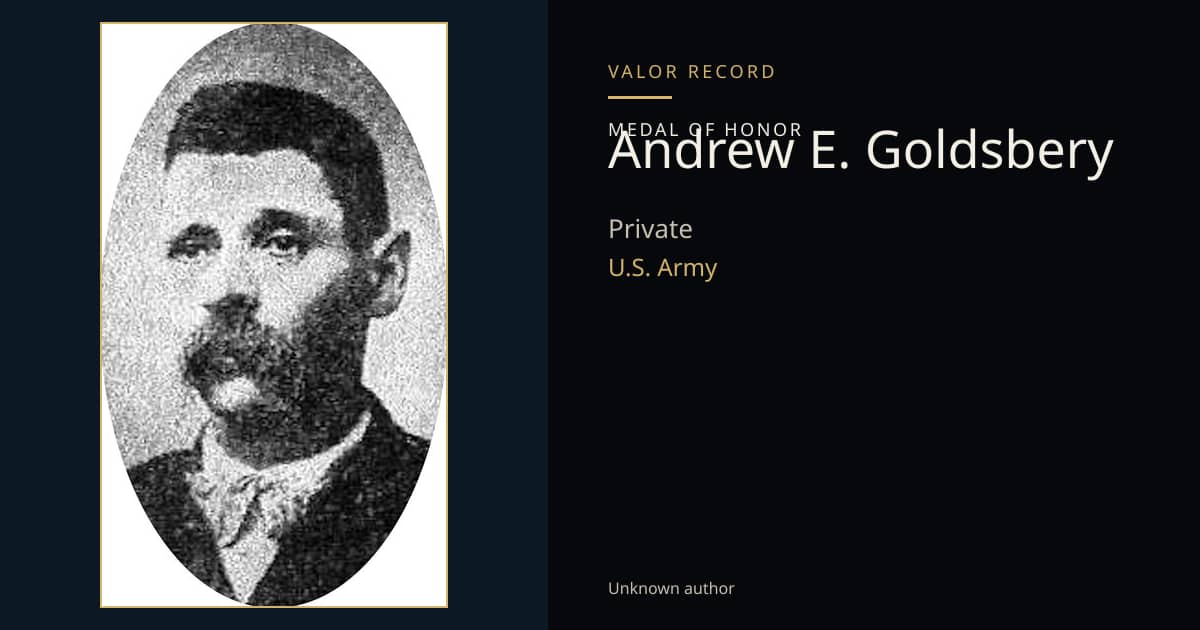 VALOR RECORD
MEDAL OF HONOR
Andrew E. Goldsbery
Private
U.S. Army
Unknown author